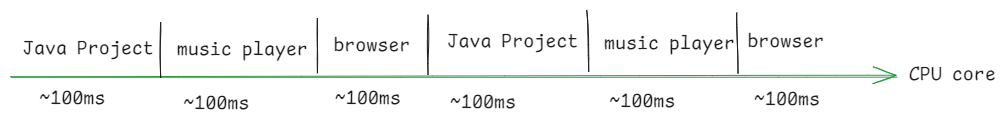 Java Project music player browser Java Project music player browser
CPU core
~100ms ~100ms ~100ms ~100ms ~100ms ~100ms